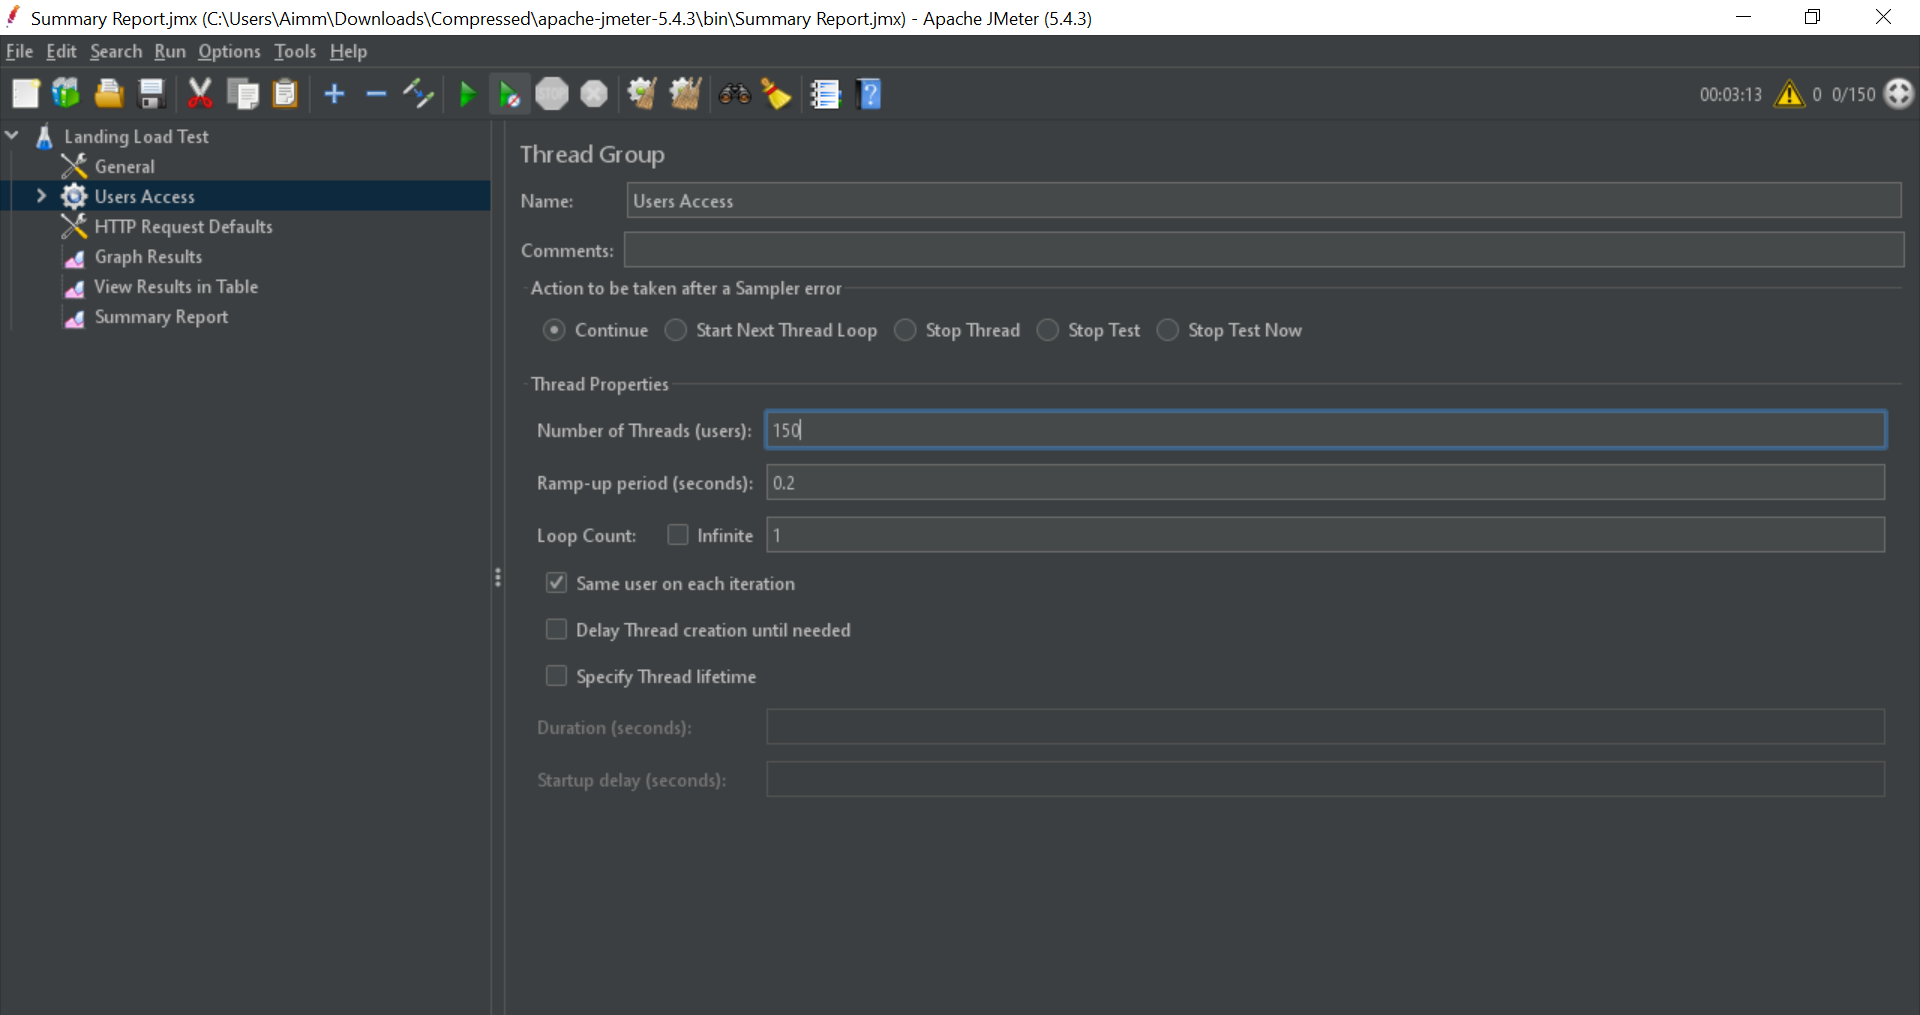 Summary Report.jmx (C:\Users\Aimm\Downloads\Compressed\apache-jmeter-5.4.3\bin\Summary Report.jmx) - Apache JMeter (5.4.3)
File Edit Search Run Options Tools Help
STOP ? 00:03:13 0 0/150
Landing Load Test
General
Users Access
HTTP Request Defaults
Graph Results
View Results in Table
Summary Report
Thread Group
Name: Users Access
Comments:
Action to be taken after a Sampler error
Continue Start Next Thread Loop Stop Thread Stop Test Stop Test Now
Thread Properties
Number of Threads (users): 150
Ramp-up period (seconds): 0.2
Loop Count: Infinite 1
Same user on each iteration
Delay Thread creation until needed
Specify Thread lifetime
Duration (seconds):
Startup delay (seconds):